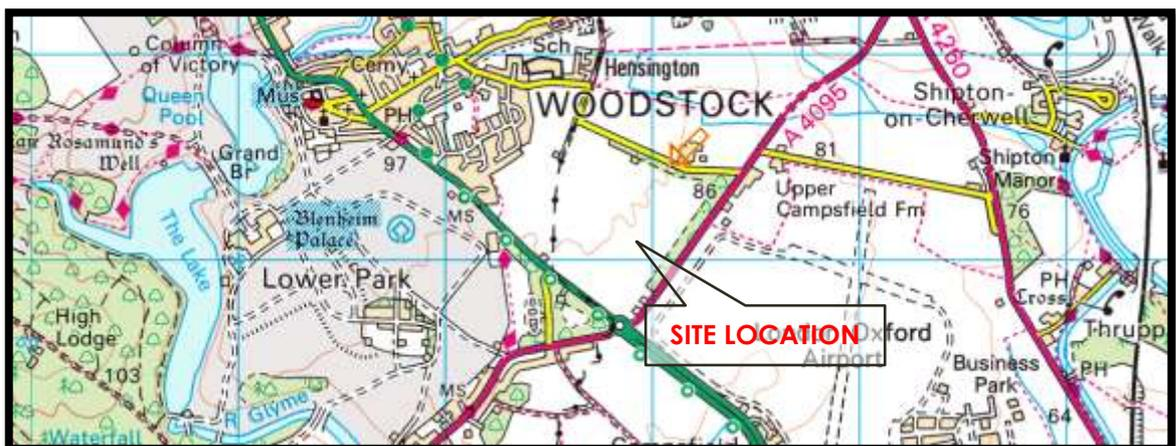 Column
of Victory
Cemy
Sch
Hensington
4260
Walk
Queen
Pool
Mus
PH
WOODSTOCK
A 4095
Shipton-
on-Cherwell
Rosamund's
Well
Grand
Br
97
81
Shipton
Manor
86
Upper
Campsfield Fm
76
MS
Blenheim
Palace
The Lake
Lower Park
PH
Cross
High
Lodge
SITE LOCATION
Oxford
Airport
Thrupp
103
Business
Park
PH
MS
R Glyme
64
Waterfall